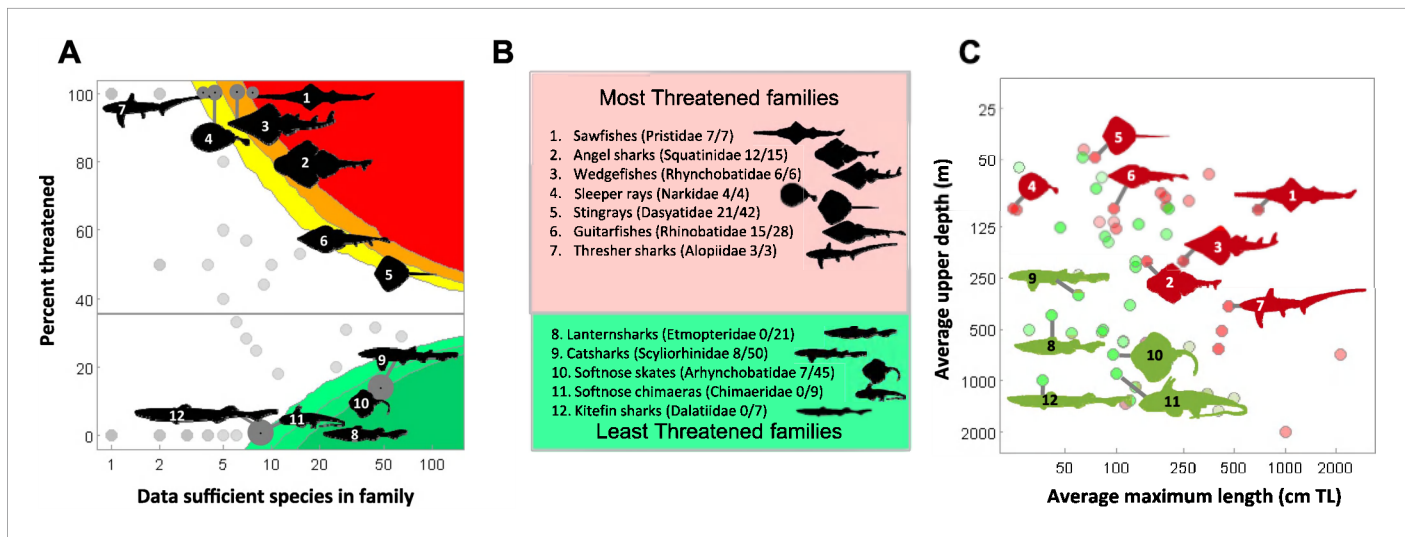 A
Percent threatened
100
80
60
40
20
0
1
2
5
10
20
50
100
Data sufficient species in family
7
1
3
4
2
6
5
9
10
12
11
8
B
Most Threatened families
1. Sawfishes (Pristidae 7/7)
2. Angel sharks (Squatinidae 12/15)
3. Wedgefishes (Rhynchobatidae 6/6)
4. Sleeper rays (Narkidae 4/4)
5. Stingrays (Dasyatidae 21/42)
6. Guitarfishes (Rhinobatidae 15/28)
7. Thresher sharks (Alopiidae 3/3)
8. Lanternsharks (Etmopteridae 0/21)
9. Catsharks (Scyliorhinidae 8/50)
10. Softnose skates (Arhynchobatidae 7/45)
11. Softnose chimaeras (Chimaeridae 0/9)
12. Kitefin sharks (Dalatiidae 0/7)
Least Threatened families
C
Average upper depth (m)
25
50
125
250
500
1000
2000
50
100
250
500
1000
2000
Average maximum length (cm TL)
5
4
6
1
3
9
2
7
8
10
12
11